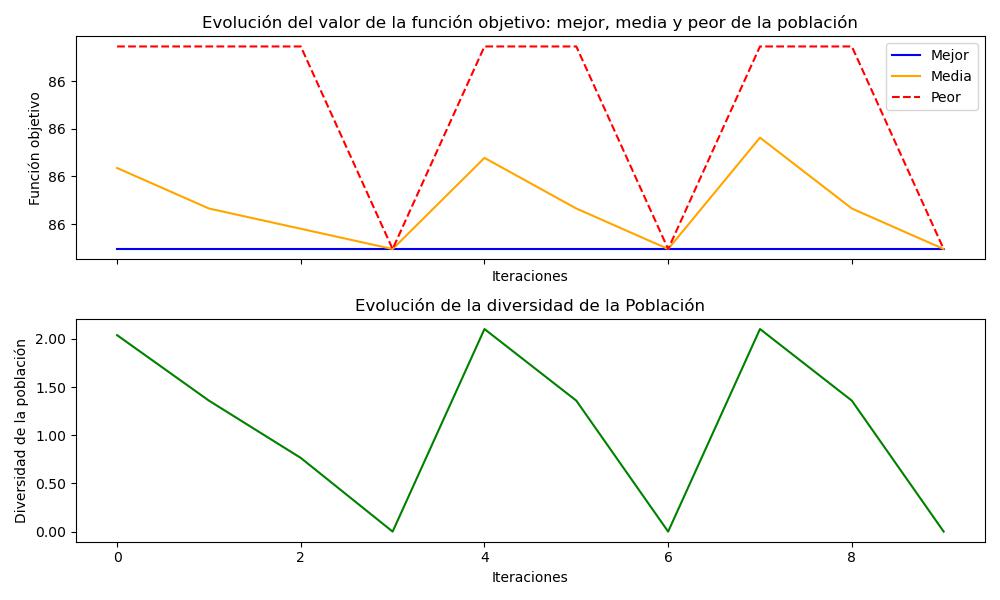 Evolución del valor de la función objetivo: mejor, media y peor de la población
Función objetivo
86
86
86
86
Mejor
Media
Peor
Iteraciones
Evolución de la diversidad de la Población
Diversidad de la población
2.00
1.50
1.00
0.50
0.00
0 2 4 6 8
Iteraciones